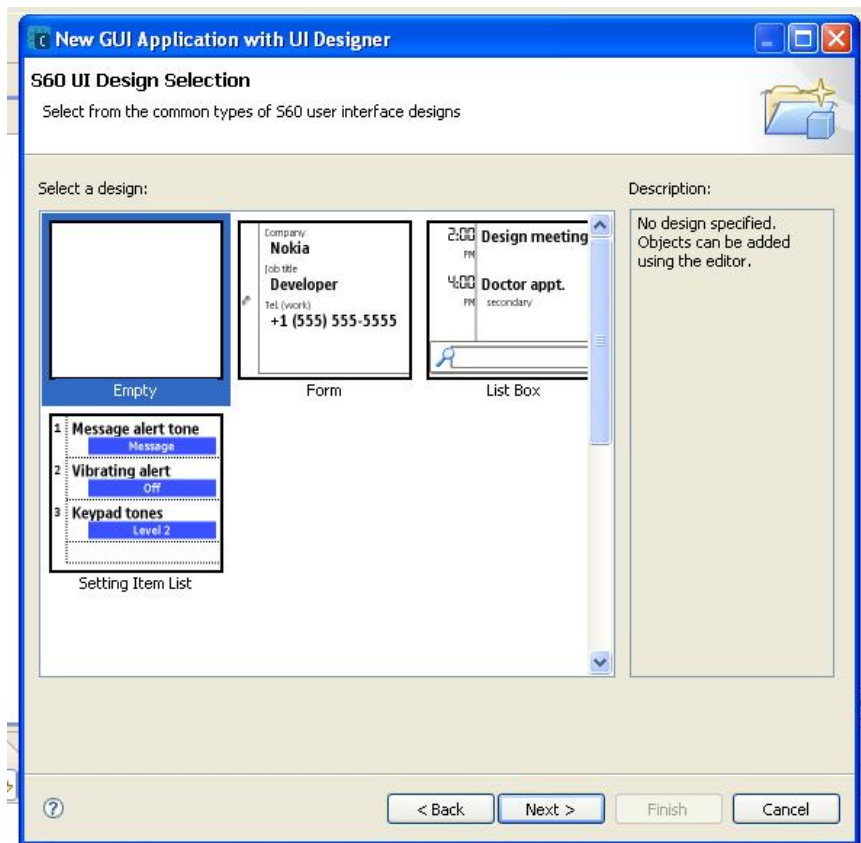 New GUI Application with UI Designer
S60 UI Design Selection
Select from the common types of S60 user interface designs
Select a design:
Description:
No design specified.
Objects can be added
using the editor.
Empty
Company
Nokia
Job title
Developer
Tel. (work)
+1 (555) 555-5555
Form
2:00 Design meeting
PM
4:00 Doctor appt.
PM secondary
List Box
1 Message alert tone
Message
2 Vibrating alert
Off
3 Keypad tones
Level 2
Setting Item List
< Back
Next >
Finish
Cancel